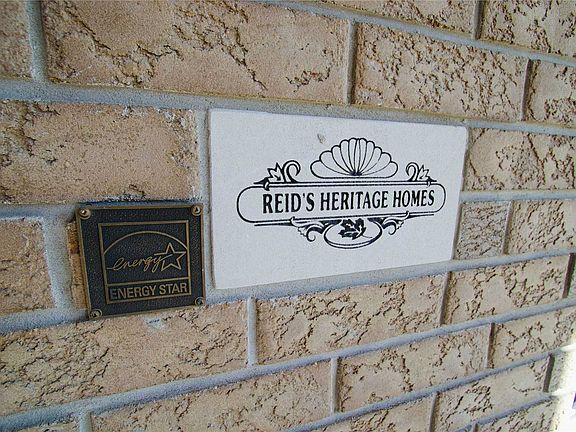 REID'S HERITAGE HOMES
energy
ENERGY STAR